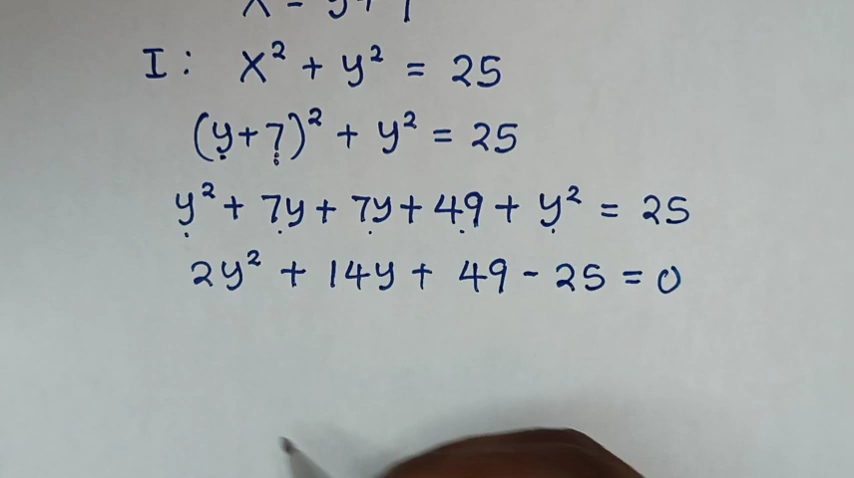 I: x² + y² = 25
(y+7)² + y² = 25
y² + 7y + 7y + 49 + y² = 25
2y² + 14y + 49 - 25 = 0